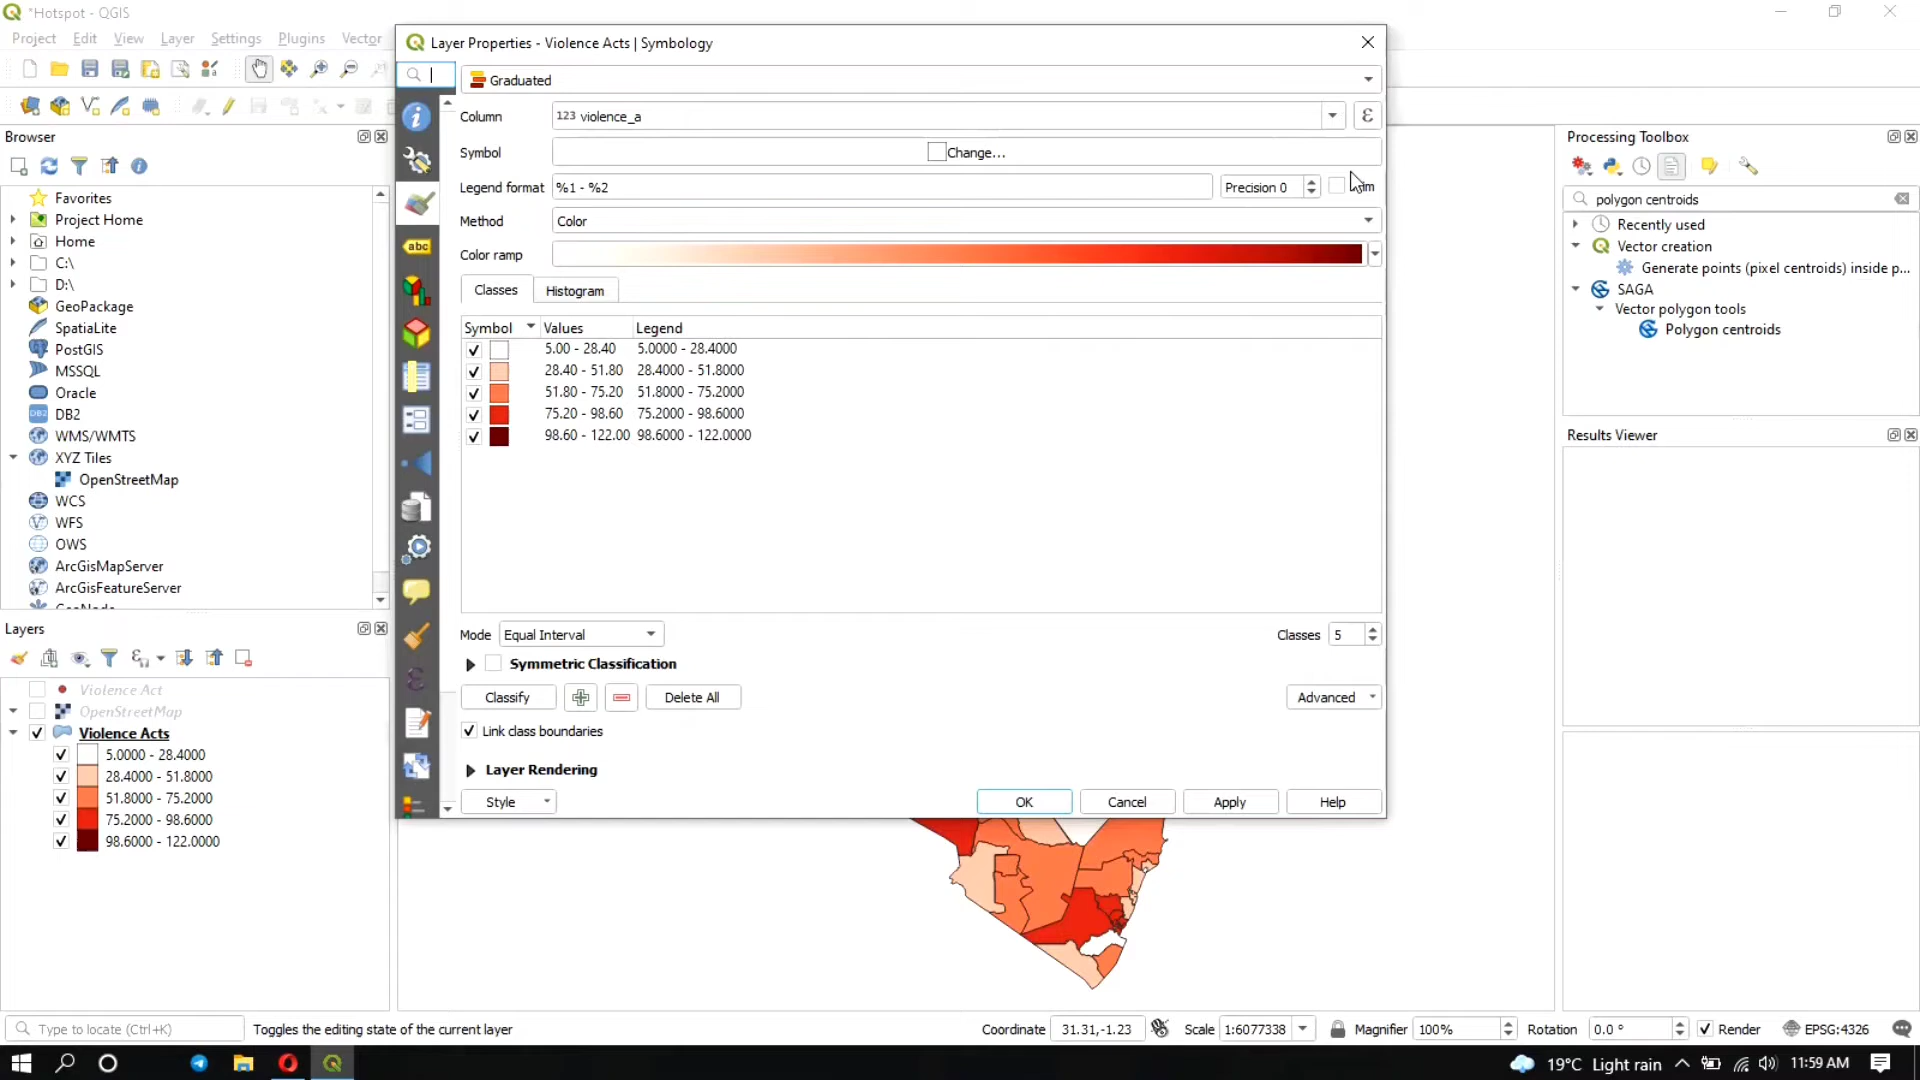 *Hotspot - QGIS
Project Edit View Layer Settings Plugins Vector
Browser
Favorites
Project Home
Home
C:\
D:\
GeoPackage
SpatiaLite
PostGIS
MSSQL
Oracle
DB2
WMS/WMTS
XYZ Tiles
OpenStreetMap
WCS
WFS
OWS
ArcGisMapServer
ArcGisFeatureServer
GeoNode
Layers
Violence Act
OpenStreetMap
Violence Acts
5.0000 - 28.4000
28.4000 - 51.8000
51.8000 - 75.2000
75.2000 - 98.6000
98.6000 - 122.0000
Layer Properties - Violence Acts | Symbology
Graduated
Column 123 violence_a ε
Symbol Change...
Legend format %1 - %2 Precision 0
Method Color
Color ramp
Classes Histogram
Symbol Values Legend
5.00 - 28.40 5.0000 - 28.4000
28.40 - 51.80 28.4000 - 51.8000
51.80 - 75.20 51.8000 - 75.2000
75.20 - 98.60 75.2000 - 98.6000
98.60 - 122.00 98.6000 - 122.0000
Mode Equal Interval Classes 5
Symmetric Classification
Classify Delete All Advanced
Link class boundaries
Layer Rendering
Style OK Cancel Apply Help
abc
Processing Toolbox
polygon centroids
Recently used
Vector creation
Generate points (pixel centroids) inside p...
SAGA
Vector polygon tools
Polygon centroids
Results Viewer
Type to locate (Ctrl+K) Toggles the editing state of the current layer Coordinate 31.31,-1.23 Scale 1:6077338 Magnifier 100% Rotation 0.0 ° Render EPSG:4326
19°C Light rain 11:59 AM